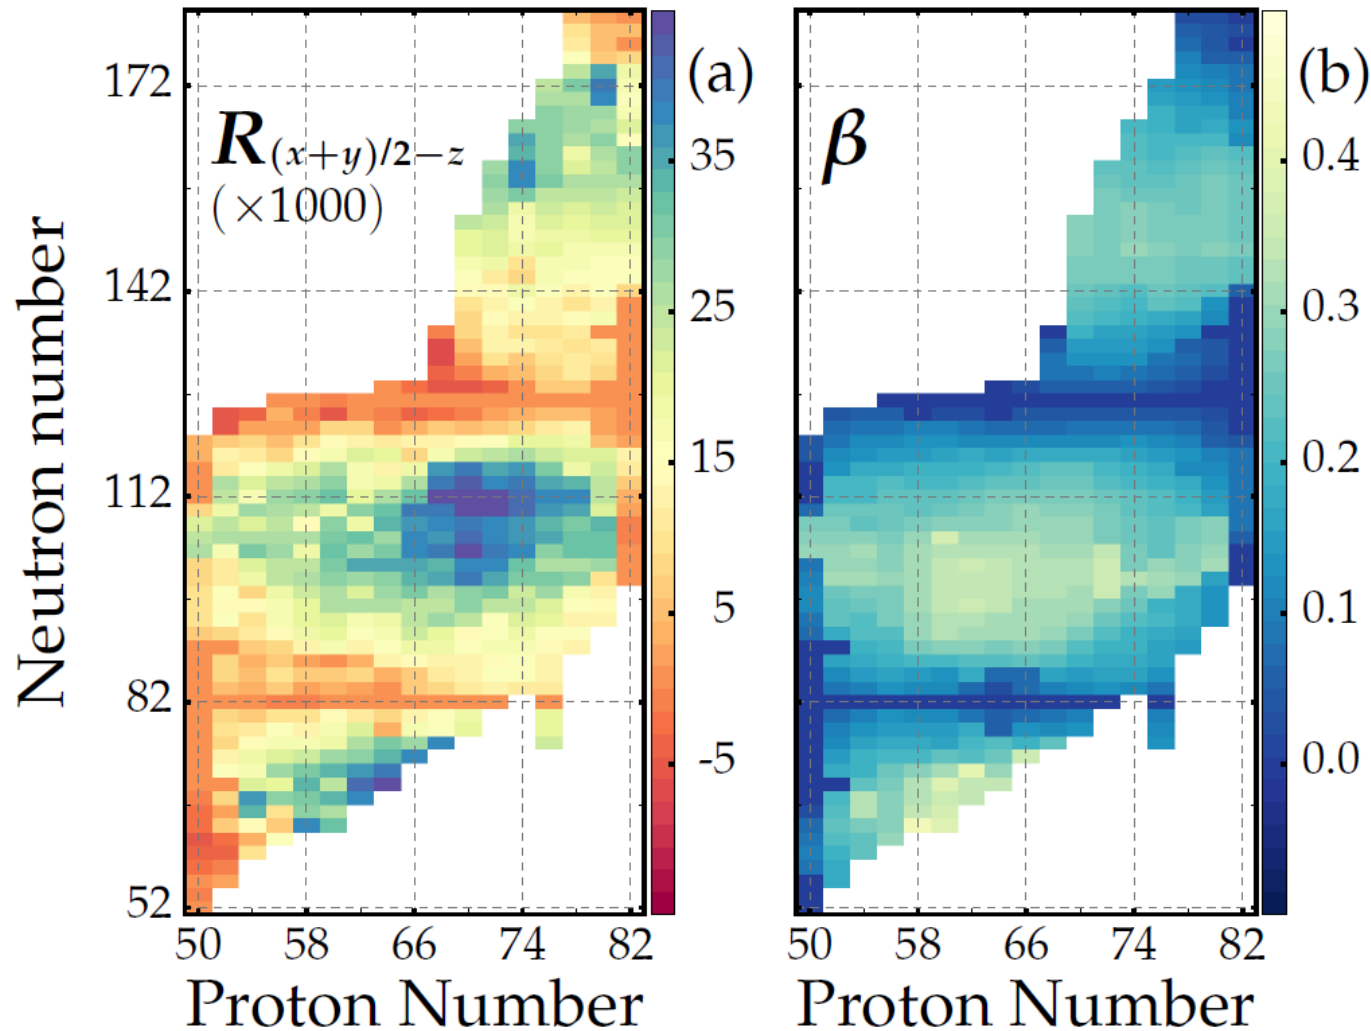 172
142
112
82
52
Neutron number
R(x+y)/2−z
(×1000)
50 58 66 74 82
Proton Number
(a)
35
25
15
5
-5
β
50 58 66 74 82
Proton Number
(b)
0.4
0.3
0.2
0.1
0.0